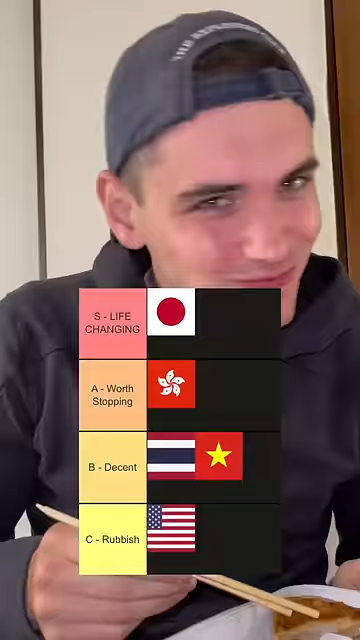 S - LIFE
CHANGING
A - Worth
Stopping
B - Decent
C - Rubbish